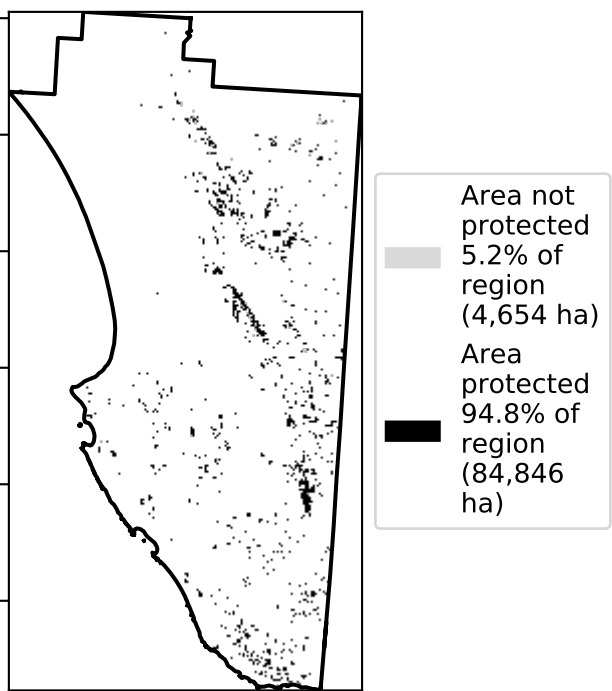 Area not
protected
5.2% of
region
(4,654 ha)
Area
protected
94.8% of
region
(84,846
ha)